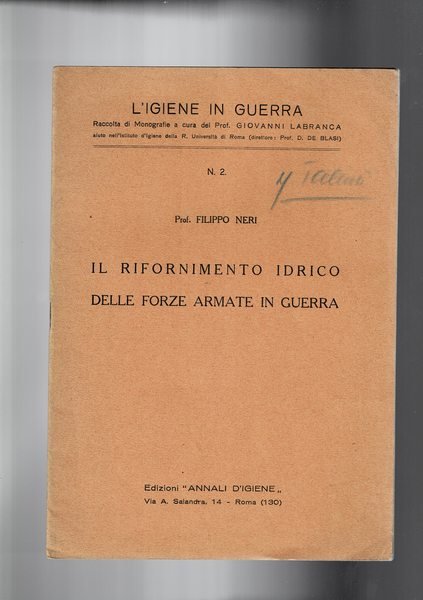 L'IGIENE IN GUERRA
Raccolta di Monografie a cura del Prof. GIOVANNI LABRANCA
aiuto nell'Istituto d'Igiene della R. Università di Roma (direttore: Prof. D. DE BLASI)
N. 2.
Prof. FILIPPO NERI
IL RIFORNIMENTO IDRICO
DELLE FORZE ARMATE IN GUERRA
Edizioni "ANNALI D'IGIENE„
Via A. Salandra, 14 - Roma (130)